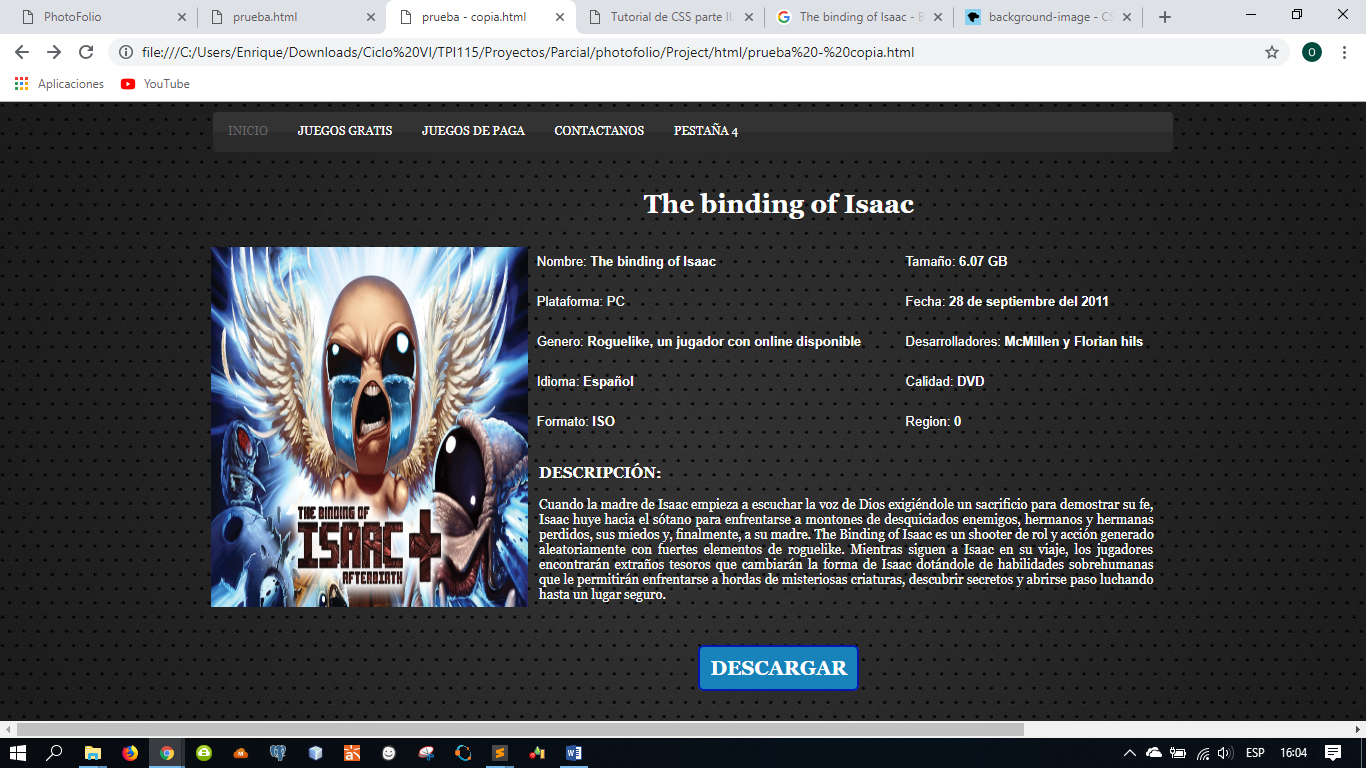 PhotoFolio
prueba.html
prueba - copia.html
Tutorial de CSS parte II.
The binding of Isaac - B
background-image - CS
file:///C:/Users/Enrique/Downloads/Ciclo%20VI/TPI115/Proyectos/Parcial/photofolio/Project/html/prueba%20-%20copia.html
O
Aplicaciones
YouTube
INICIO JUEGOS GRATIS JUEGOS DE PAGA CONTACTANOS PESTAÑA 4
The binding of Isaac
Nombre: The binding of Isaac
Tamaño: 6.07 GB
Plataforma: PC
Fecha: 28 de septiembre del 2011
Genero: Roguelike, un jugador con online disponible
Desarrolladores: McMillen y Florian hils
Idioma: Español
Calidad: DVD
Formato: ISO
Region: 0
THE BINDING OF
ISAAC
AFTERBIRTH
DESCRIPCIÓN:
Cuando la madre de Isaac empieza a escuchar la voz de Dios exigiéndole un sacrificio para demostrar su fe,
Isaac huye hacia el sótano para enfrentarse a montones de desquiciados enemigos, hermanos y hermanas
perdidos, sus miedos y, finalmente, a su madre. The Binding of Isaac es un shooter de rol y acción generado
aleatoriamente con fuertes elementos de roguelike. Mientras siguen a Isaac en su viaje, los jugadores
encontrarán extraños tesoros que cambiarán la forma de Isaac dotándole de habilidades sobrehumanas
que le permitirán enfrentarse a hordas de misteriosas criaturas, descubrir secretos y abrirse paso luchando
hasta un lugar seguro.
DESCARGAR
ESP
16:04